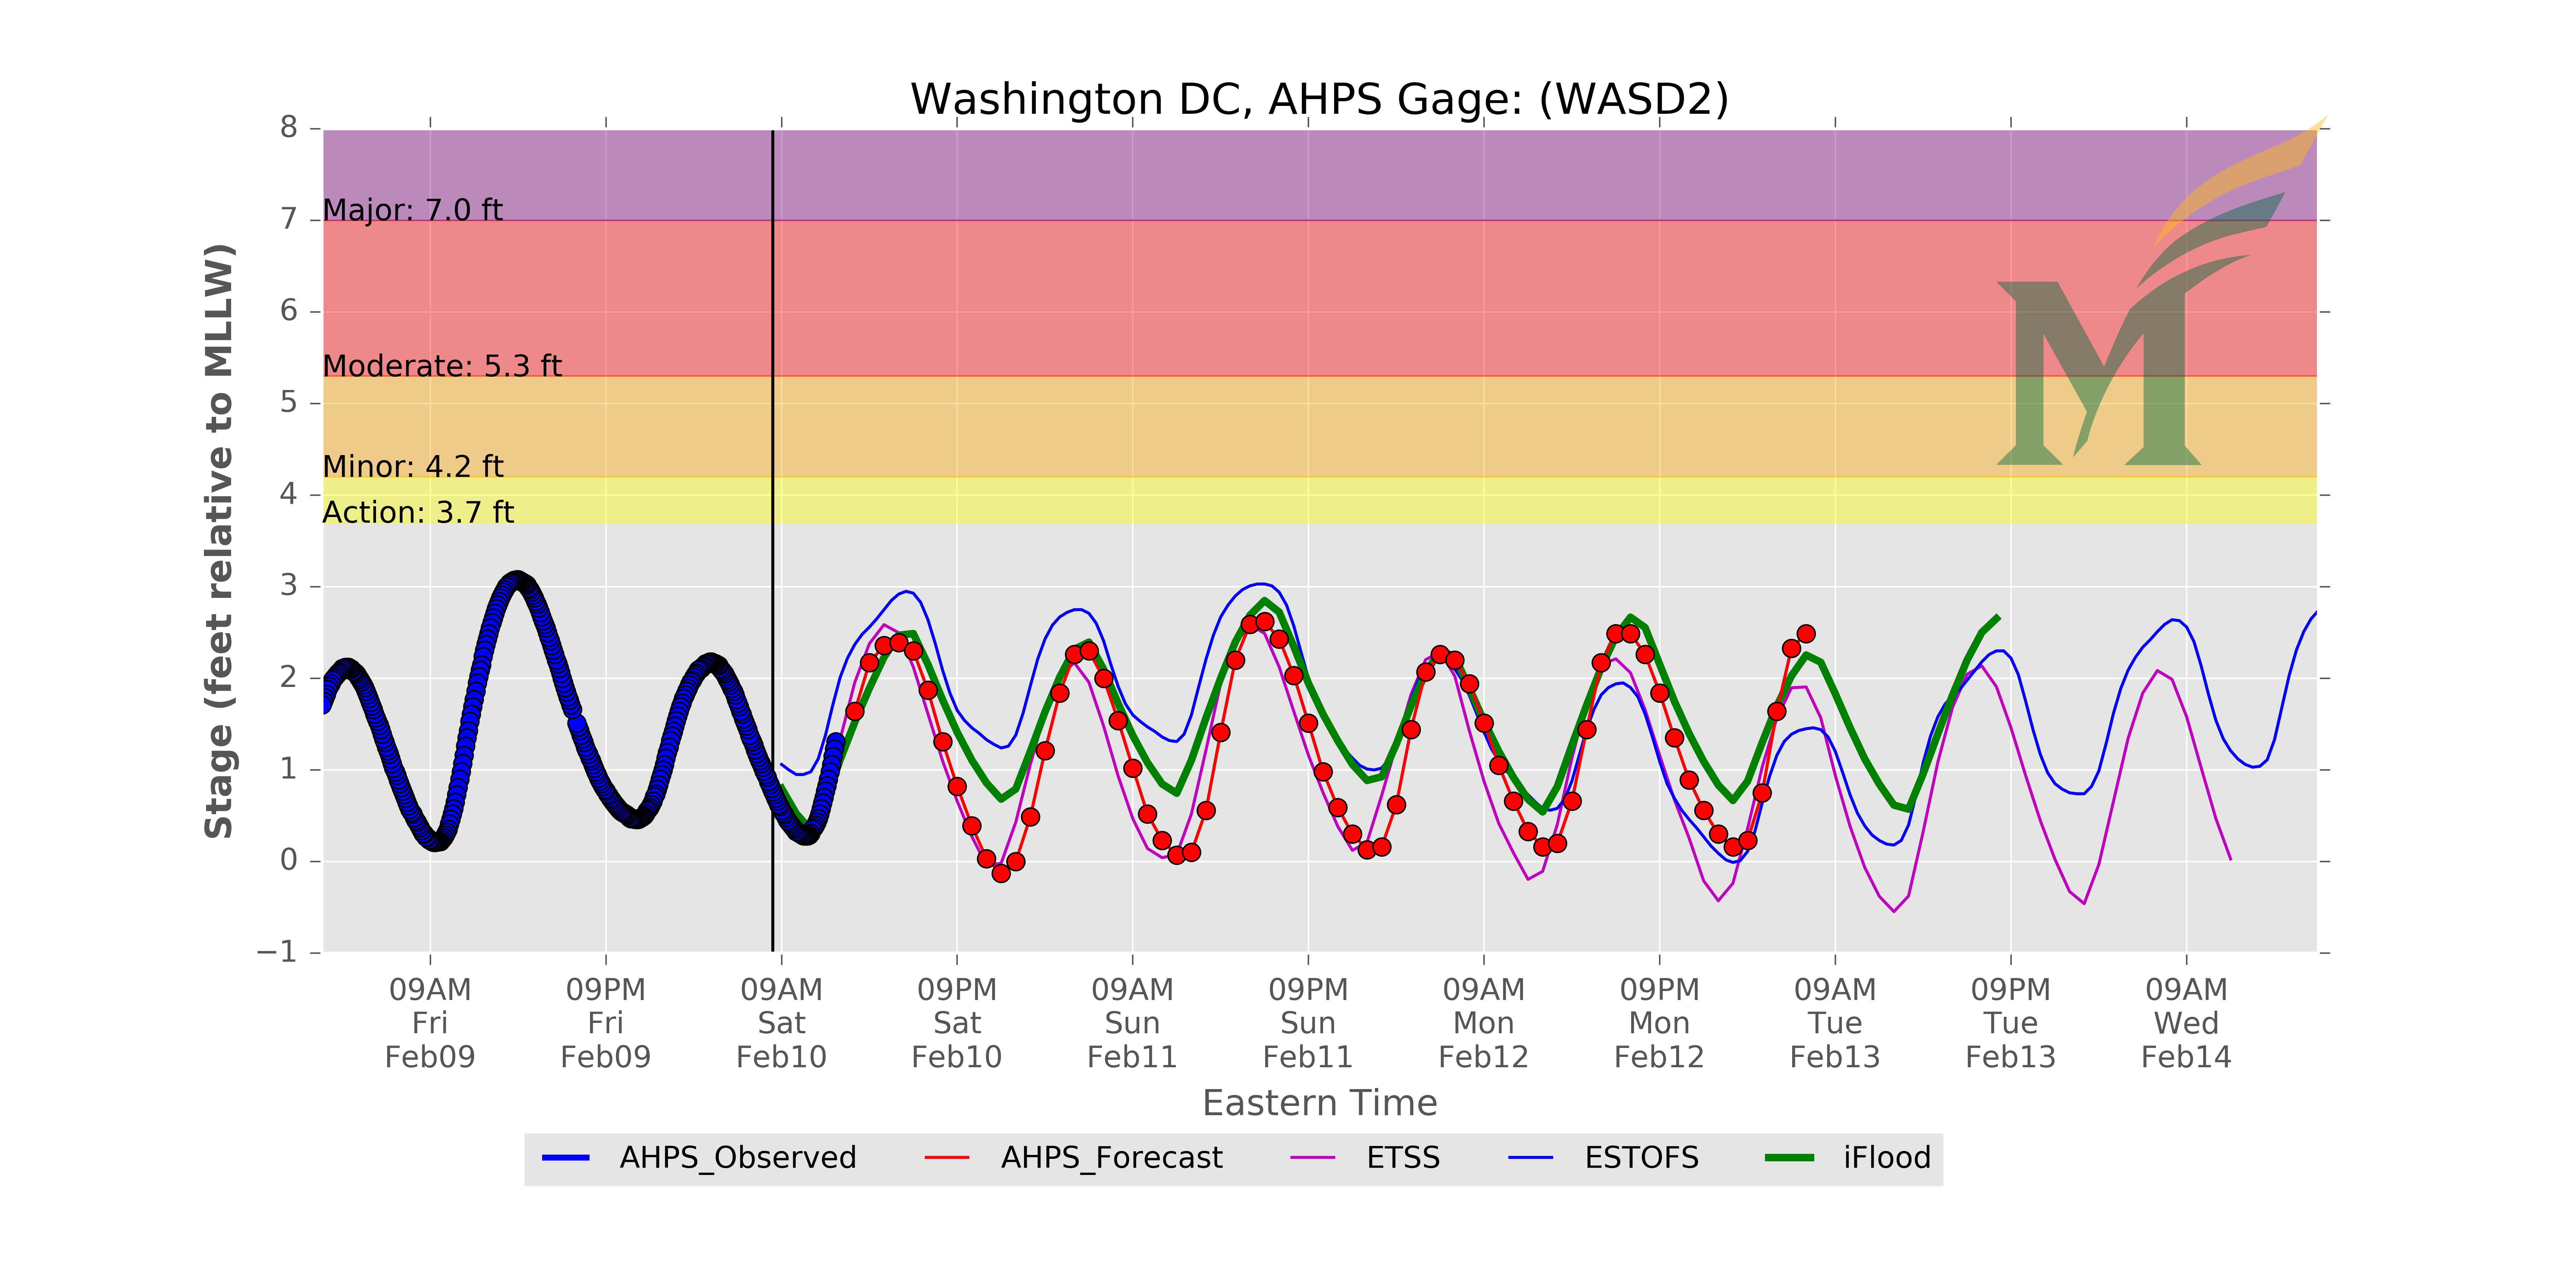 Washington DC, AHPS Gage: (WASD2)
Stage (feet relative to MLLW)
8
7
6
5
4
3
2
1
0
−1
Major: 7.0 ft
Moderate: 5.3 ft
Minor: 4.2 ft
Action: 3.7 ft
M
09AM 09PM 09AM 09PM 09AM 09PM 09AM 09PM 09AM 09PM 09AM
Fri Fri Sat Sat Sun Sun Mon Mon Tue Tue Wed
Feb09 Feb09 Feb10 Feb10 Feb11 Feb11 Feb12 Feb12 Feb13 Feb13 Feb14
Eastern Time
AHPS_Observed AHPS_Forecast ETSS ESTOFS iFlood